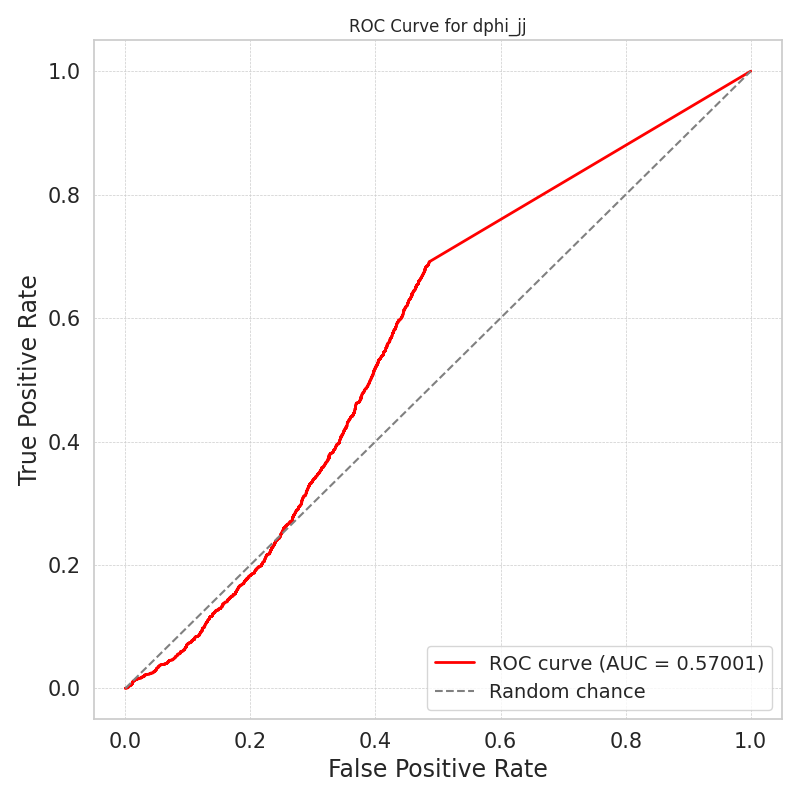 ROC Curve for dphi_jj
1.0
0.8
0.6
0.4
0.2
0.0
True Positive Rate
ROC curve (AUC = 0.57001)
Random chance
0.0 0.2 0.4 0.6 0.8 1.0
False Positive Rate